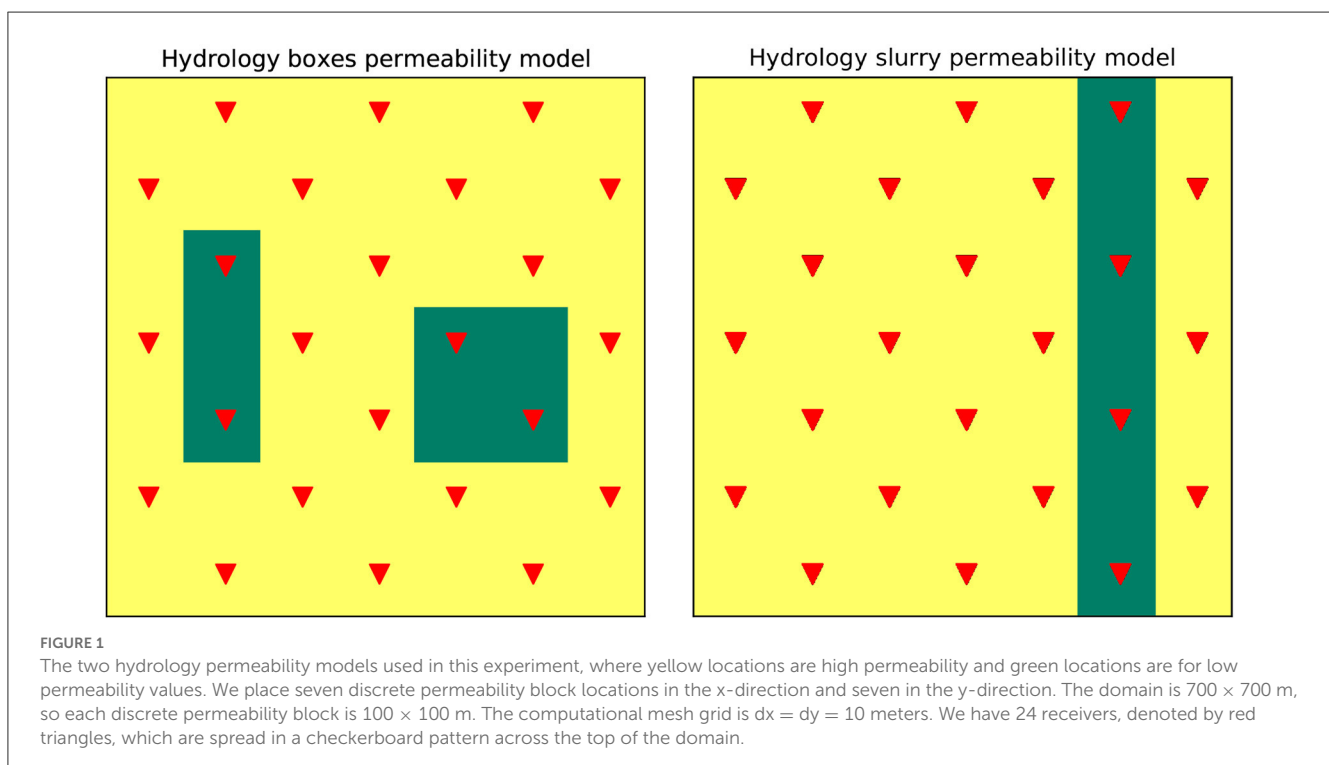 Hydrology boxes permeability model
Hydrology slurry permeability model
FIGURE 1
The two hydrology permeability models used in this experiment, where yellow locations are high permeability and green locations are for low
permeability values. We place seven discrete permeability block locations in the x-direction and seven in the y-direction. The domain is 700 × 700 m,
so each discrete permeability block is 100 × 100 m. The computational mesh grid is dx = dy = 10 meters. We have 24 receivers, denoted by red
triangles, which are spread in a checkerboard pattern across the top of the domain.